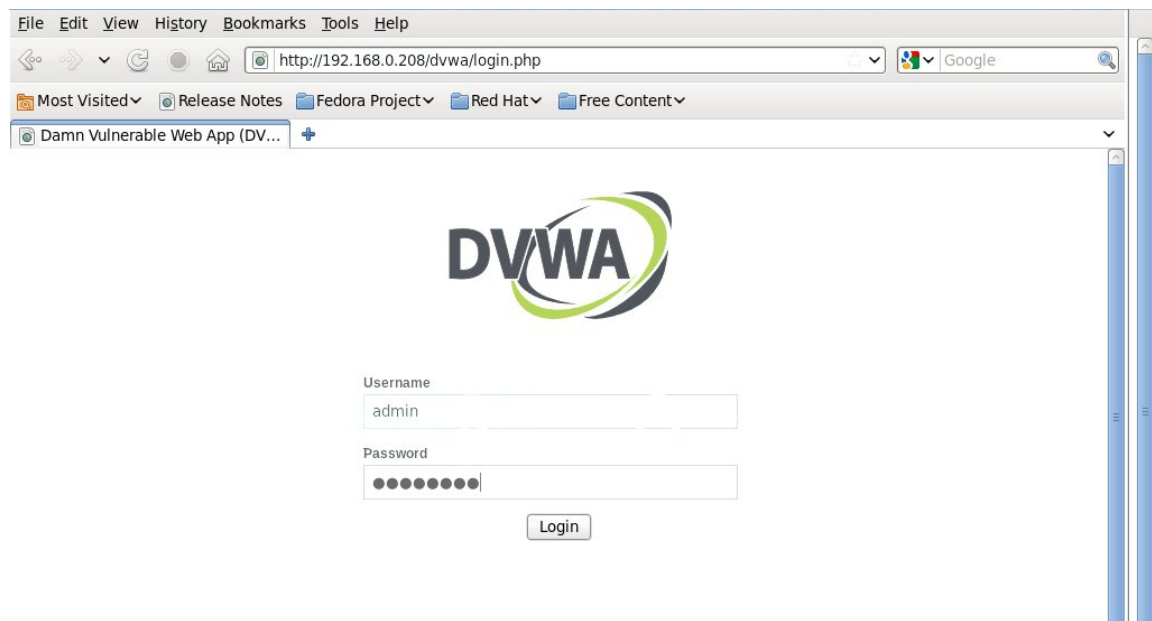 File Edit View History Bookmarks Tools Help
http://192.168.0.208/dvwa/login.php
Google
Most Visited Release Notes Fedora Project Red Hat Free Content
Damn Vulnerable Web App (DV...
DVWA
Username
admin
Password
Login